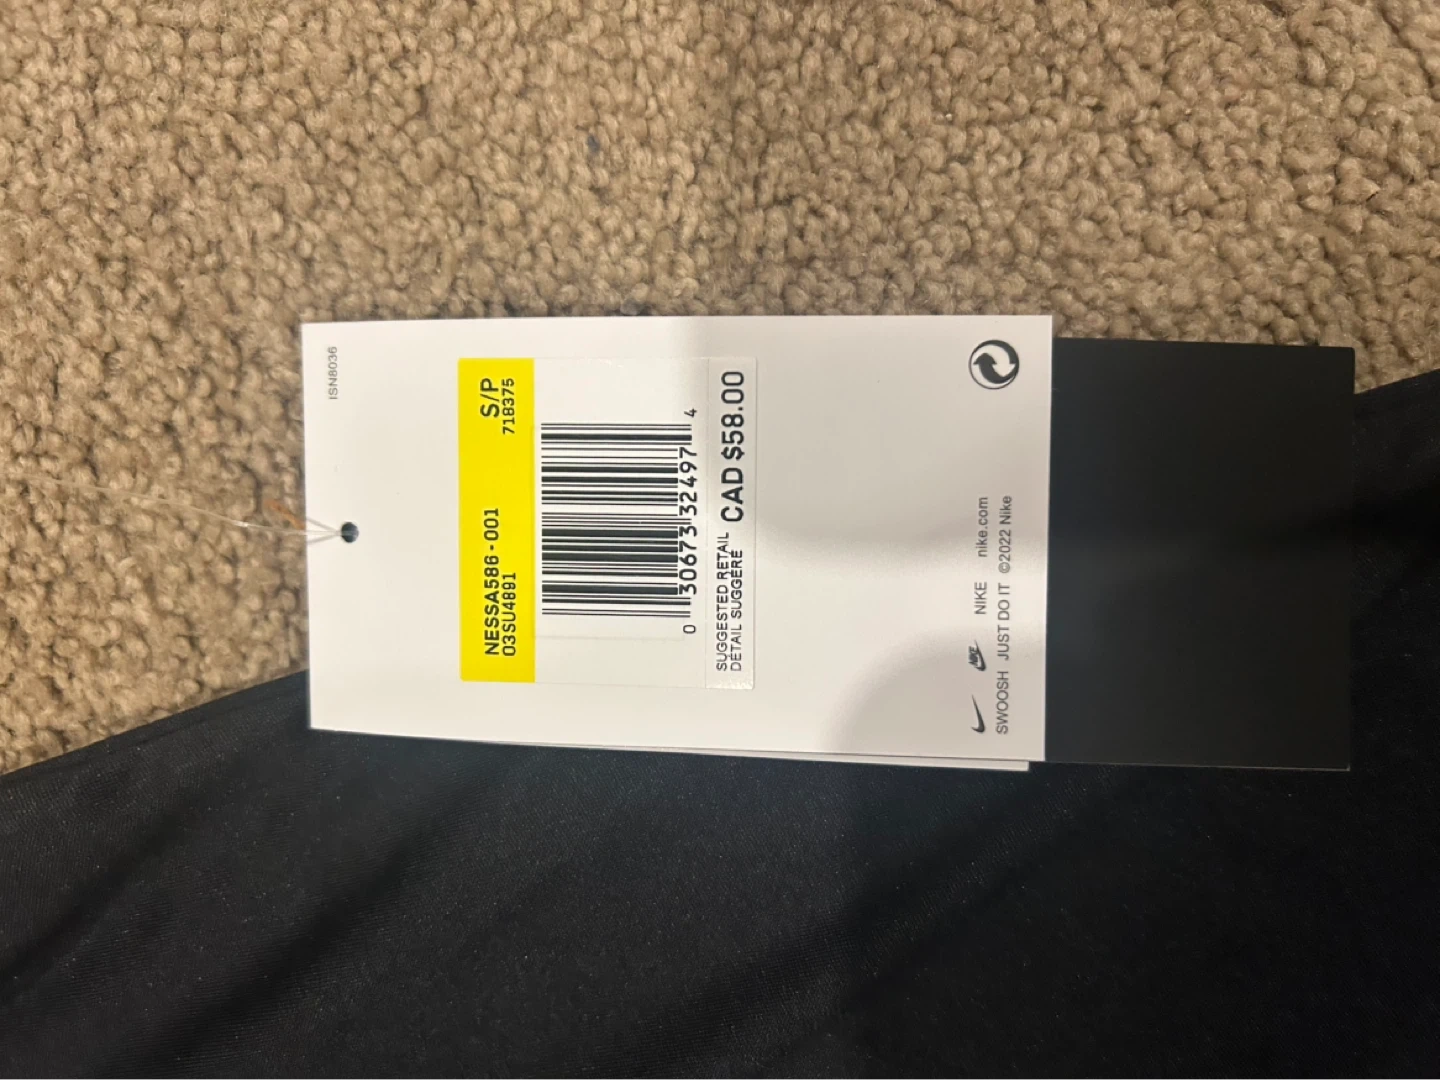 ISN8036
NESSA586-001 S/P
03SU4891 718375
0 30673 32497 4
SUGGESTED RETAIL
DÉTAIL SUGGÉRÉ
CAD $58.00
NIKE NIKE nike.com
SWOOSH JUST DO IT ©2022 Nike